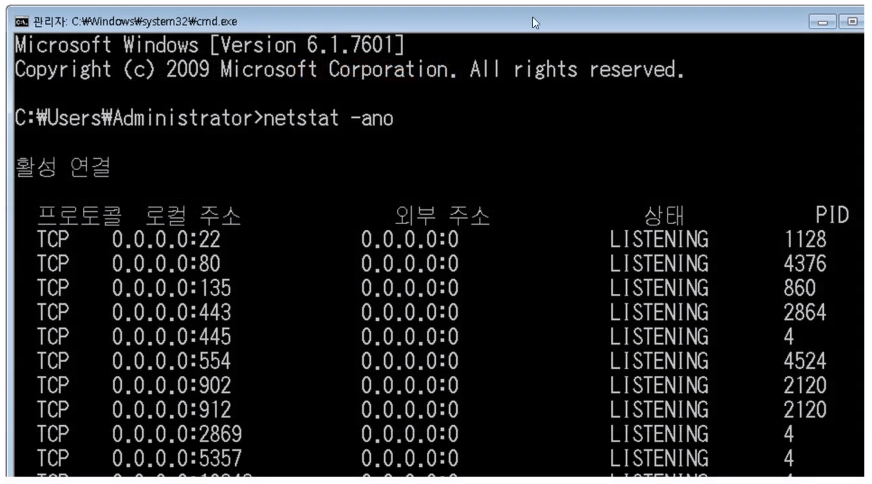 관리자: C:₩Windows₩system32₩cmd.exe
Microsoft Windows [Version 6.1.7601]
Copyright (c) 2009 Microsoft Corporation. All rights reserved.
C:₩Users₩Administrator>netstat -ano
활성 연결
프로토콜 로컬 주소 외부 주소 상태 PID
TCP 0.0.0.0:22 0.0.0.0:0 LISTENING 1128
TCP 0.0.0.0:80 0.0.0.0:0 LISTENING 4376
TCP 0.0.0.0:135 0.0.0.0:0 LISTENING 860
TCP 0.0.0.0:443 0.0.0.0:0 LISTENING 2864
TCP 0.0.0.0:445 0.0.0.0:0 LISTENING 4
TCP 0.0.0.0:554 0.0.0.0:0 LISTENING 4524
TCP 0.0.0.0:902 0.0.0.0:0 LISTENING 2120
TCP 0.0.0.0:912 0.0.0.0:0 LISTENING 2120
TCP 0.0.0.0:2869 0.0.0.0:0 LISTENING 4
TCP 0.0.0.0:5357 0.0.0.0:0 LISTENING 4